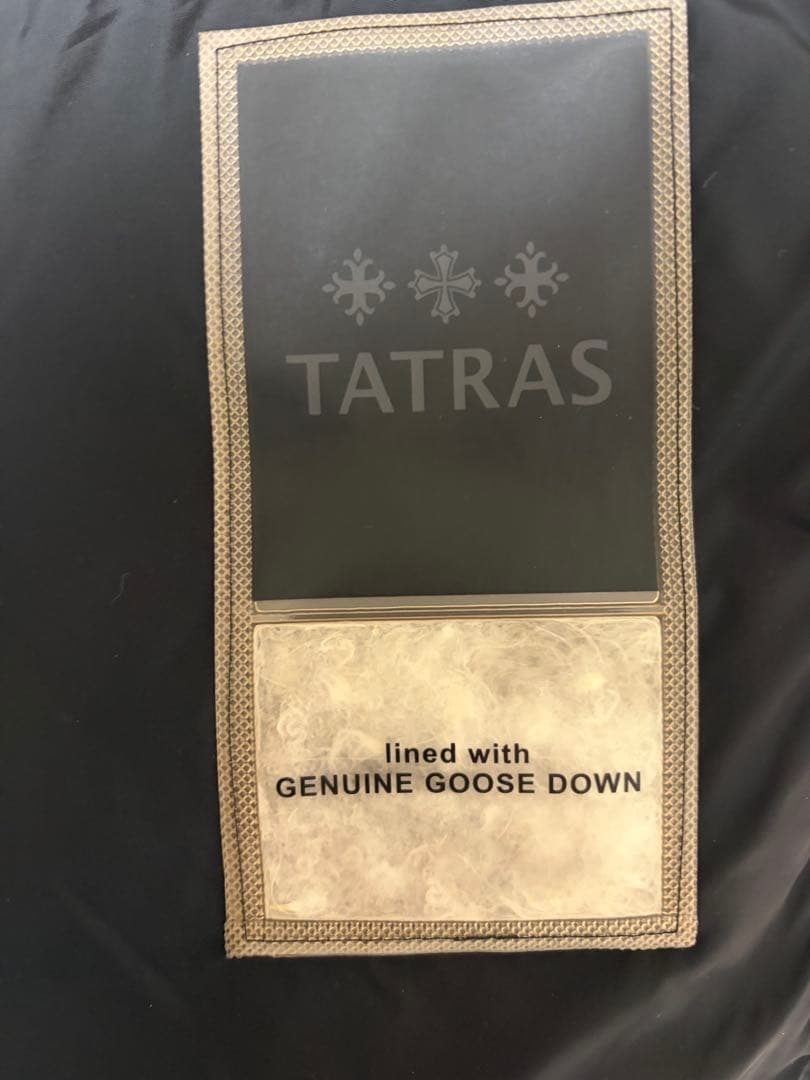 TATRAS
lined with
GENUINE GOOSE DOWN